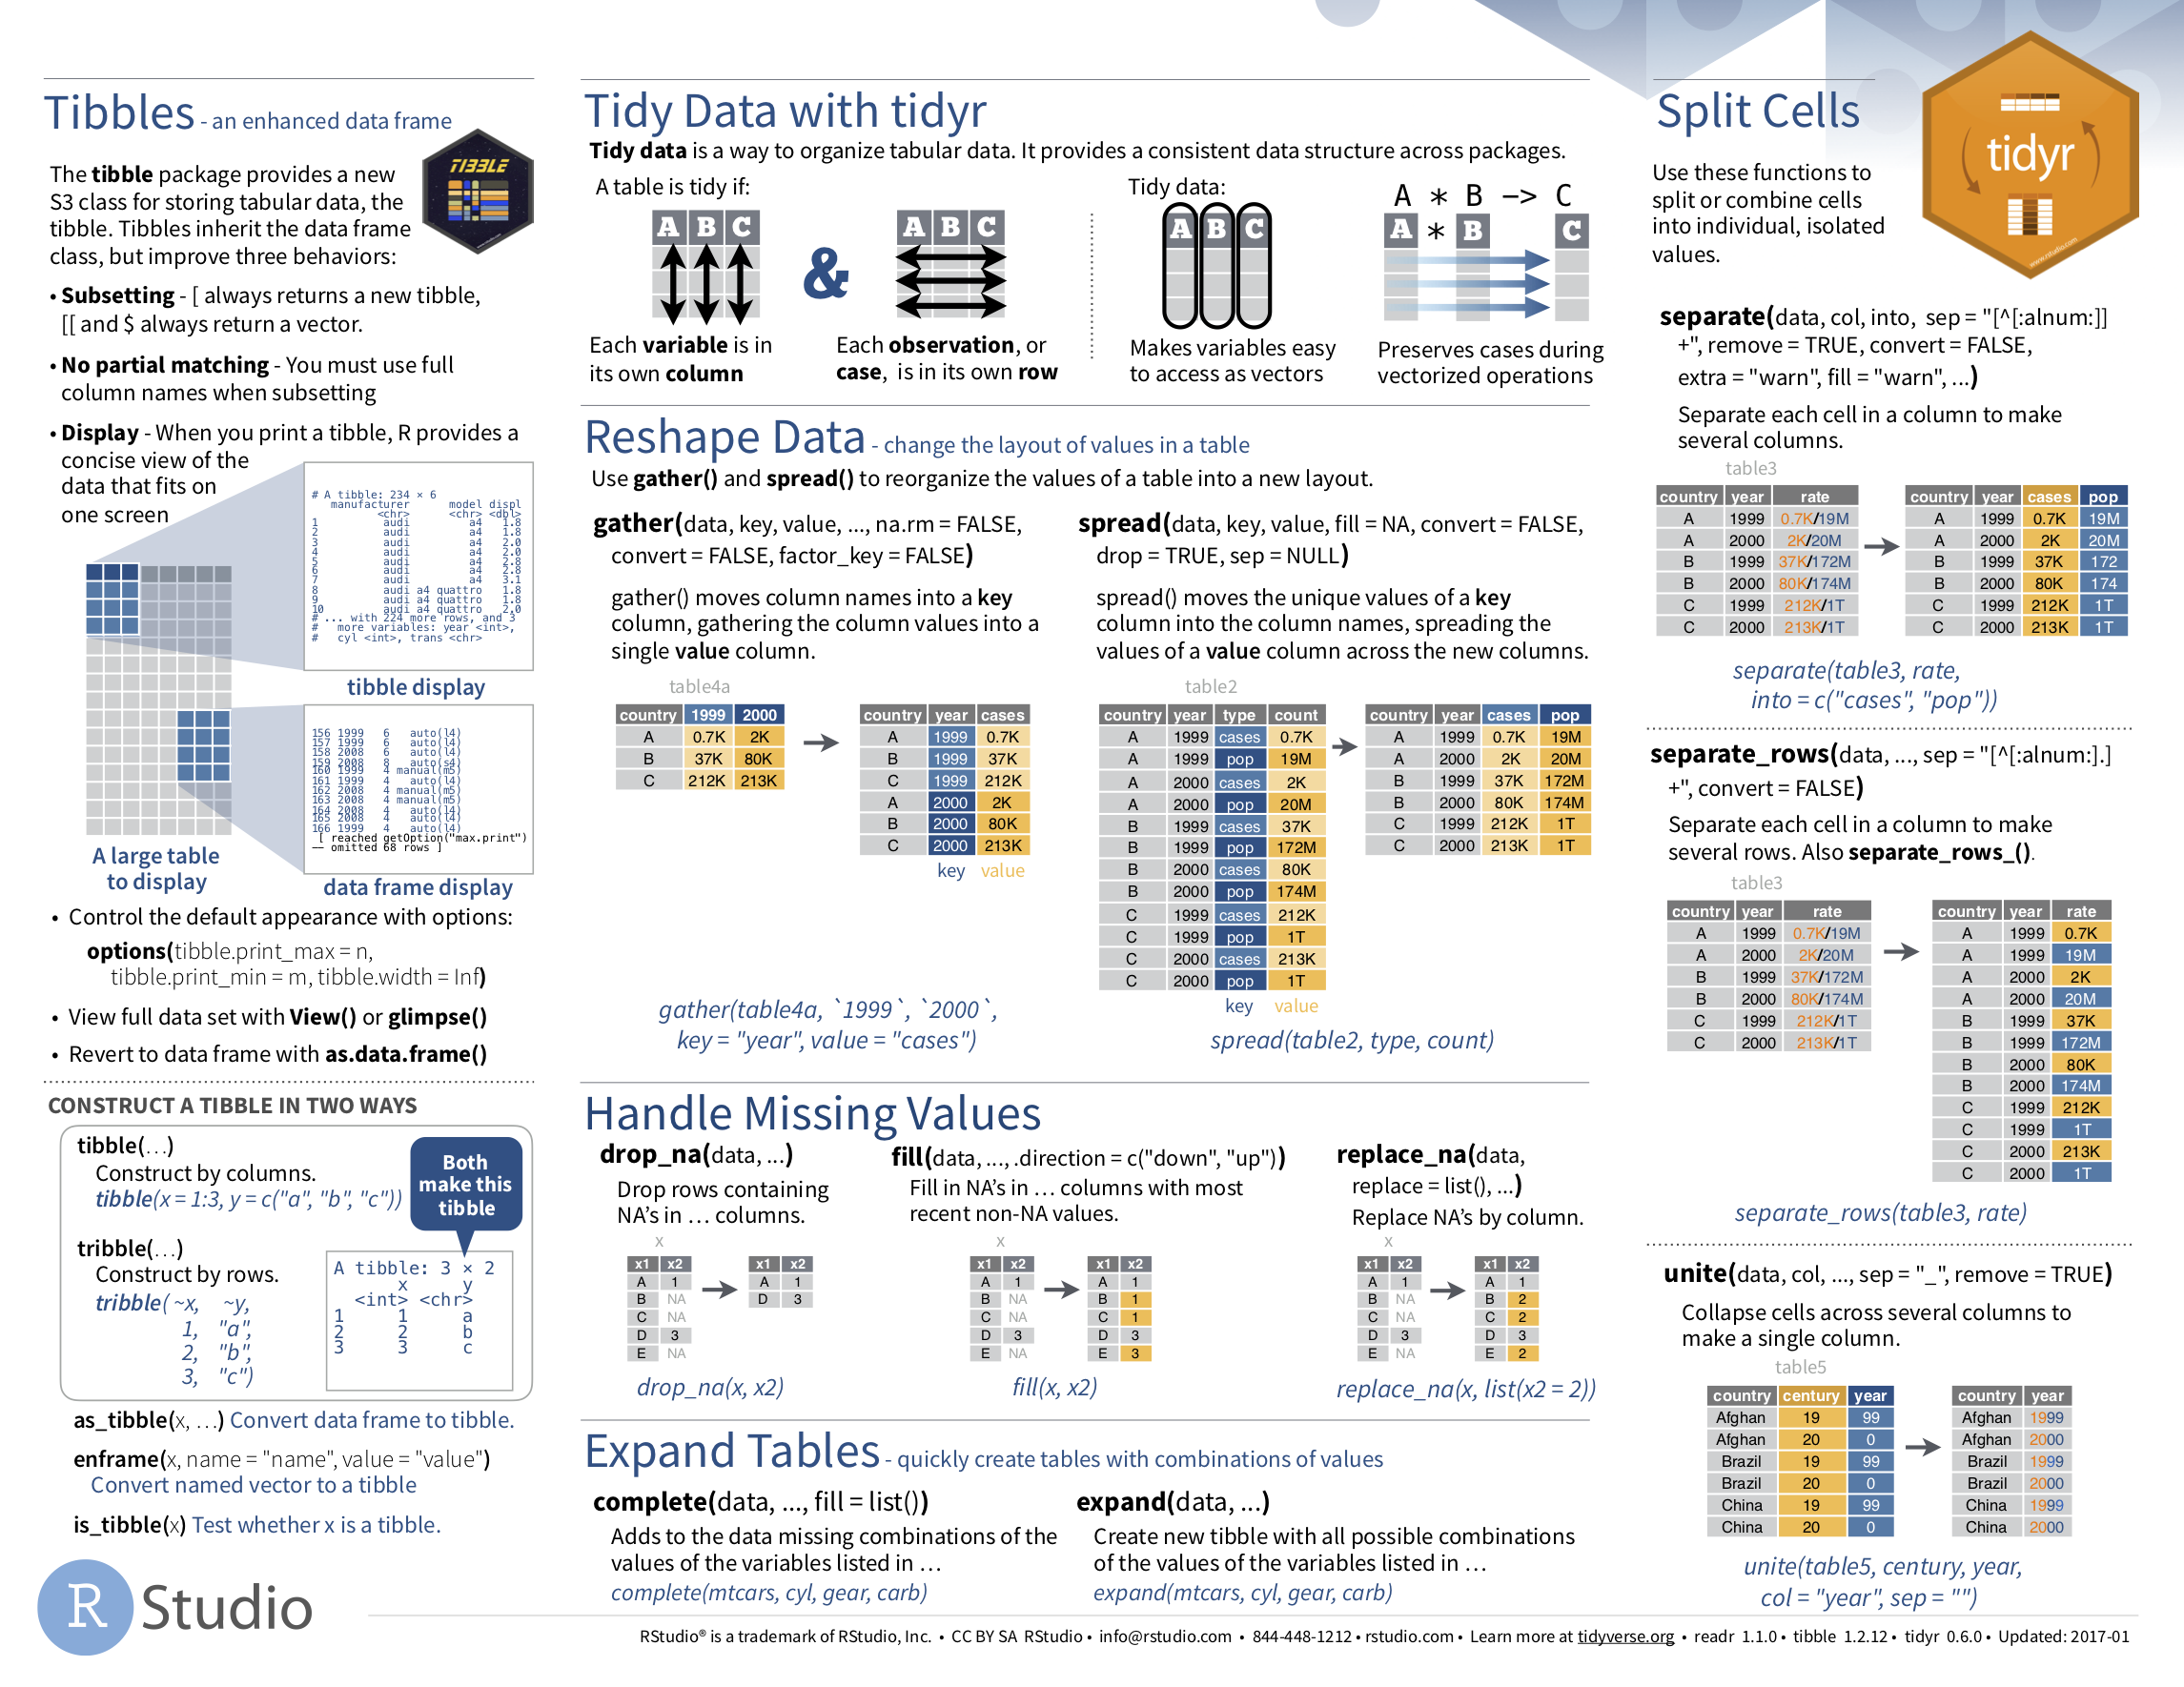 Tibbles - an enhanced data frame
TIBBLE
The tibble package provides a new
S3 class for storing tabular data, the
tibble. Tibbles inherit the data frame
class, but improve three behaviors:
• Subsetting - [ always returns a new tibble,
[[ and $ always return a vector.
• No partial matching - You must use full
column names when subsetting
• Display - When you print a tibble, R provides a
concise view of the
data that fits on
one screen
# A tibble: 234 × 6
manufacturer model displ
<chr> <chr> <dbl>
1 audi a4 1.8
2 audi a4 1.8
3 audi a4 2.0
4 audi a4 2.0
5 audi a4 2.8
6 audi a4 2.8
7 audi a4 3.1
8 audi a4 quattro 1.8
9 audi a4 quattro 1.8
10 audi a4 quattro 2.0
# ... with 224 more rows, and 3
# more variables: year <int>,
# cyl <int>, trans <chr>
tibble display
156 1999 6 auto(l4)
157 1999 6 auto(l4)
158 2008 6 auto(l4)
159 2008 8 auto(s4)
160 1999 4 manual(m5)
161 1999 4 auto(l4)
162 2008 4 manual(m5)
163 2008 4 manual(m5)
164 2008 4 auto(l4)
165 2008 4 auto(l4)
166 1999 4 auto(l4)
[ reached getOption("max.print")
-- omitted 68 rows ]
A large table
to display
data frame display
• Control the default appearance with options:
options(tibble.print_max = n,
tibble.print_min = m, tibble.width = Inf)
• View full data set with View() or glimpse()
• Revert to data frame with as.data.frame()
CONSTRUCT A TIBBLE IN TWO WAYS
tibble(…)
Construct by columns.
tibble(x = 1:3, y = c("a", "b", "c"))
Both
make this
tibble
tribble(…)
Construct by rows.
tribble( ~x, ~y,
1, "a",
2, "b",
3, "c")
A tibble: 3 × 2
x y
<int> <chr>
1 1 a
2 2 b
3 3 c
as_tibble(x, …) Convert data frame to tibble.
enframe(x, name = "name", value = "value")
Convert named vector to a tibble
is_tibble(x) Test whether x is a tibble.
R Studio
Tidy Data with tidyr
Tidy data is a way to organize tabular data. It provides a consistent data structure across packages.
A table is tidy if:
A B C
&
A B C
Each variable is in
its own column
Each observation, or
case, is in its own row
Tidy data:
A B C
Makes variables easy
to access as vectors
A * B -> C
A * B C
Preserves cases during
vectorized operations
Reshape Data - change the layout of values in a table
Use gather() and spread() to reorganize the values of a table into a new layout.
gather(data, key, value, ..., na.rm = FALSE,
convert = FALSE, factor_key = FALSE)
gather() moves column names into a key
column, gathering the column values into a
single value column.
table4a
country 1999 2000
A 0.7K 2K
B 37K 80K
C 212K 213K
country year cases
A 1999 0.7K
B 1999 37K
C 1999 212K
A 2000 2K
B 2000 80K
C 2000 213K
key value
gather(table4a, `1999`, `2000`,
key = "year", value = "cases")
spread(data, key, value, fill = NA, convert = FALSE,
drop = TRUE, sep = NULL)
spread() moves the unique values of a key
column into the column names, spreading the
values of a value column across the new columns.
table2
country year type count
A 1999 cases 0.7K
A 1999 pop 19M
A 2000 cases 2K
A 2000 pop 20M
B 1999 cases 37K
B 1999 pop 172M
B 2000 cases 80K
B 2000 pop 174M
C 1999 cases 212K
C 1999 pop 1T
C 2000 cases 213K
C 2000 pop 1T
key value
country year cases pop
A 1999 0.7K 19M
A 2000 2K 20M
B 1999 37K 172M
B 2000 80K 174M
C 1999 212K 1T
C 2000 213K 1T
spread(table2, type, count)
Handle Missing Values
drop_na(data, ...)
Drop rows containing
NA's in … columns.
x
x1 x2
A 1
B NA
C NA
D 3
E NA
x1 x2
A 1
D 3
drop_na(x, x2)
fill(data, ..., .direction = c("down", "up"))
Fill in NA's in … columns with most
recent non-NA values.
x
x1 x2
A 1
B NA
C NA
D 3
E NA
x1 x2
A 1
B 1
C 1
D 3
E 3
fill(x, x2)
replace_na(data,
replace = list(), ...)
Replace NA's by column.
x
x1 x2
A 1
B NA
C NA
D 3
E NA
x1 x2
A 1
B 2
C 2
D 3
E 2
replace_na(x, list(x2 = 2))
Expand Tables - quickly create tables with combinations of values
complete(data, ..., fill = list())
Adds to the data missing combinations of the
values of the variables listed in …
complete(mtcars, cyl, gear, carb)
expand(data, ...)
Create new tibble with all possible combinations
of the values of the variables listed in …
expand(mtcars, cyl, gear, carb)
Split Cells
tidyr
www.rstudio.com
Use these functions to
split or combine cells
into individual, isolated
values.
separate(data, col, into, sep = "[^[:alnum:]]
+", remove = TRUE, convert = FALSE,
extra = "warn", fill = "warn", ...)
Separate each cell in a column to make
several columns.
table3
country year rate
A 1999 0.7K/19M
A 2000 2K/20M
B 1999 37K/172M
B 2000 80K/174M
C 1999 212K/1T
C 2000 213K/1T
country year cases pop
A 1999 0.7K 19M
A 2000 2K 20M
B 1999 37K 172
B 2000 80K 174
C 1999 212K 1T
C 2000 213K 1T
separate(table3, rate,
into = c("cases", "pop"))
separate_rows(data, ..., sep = "[^[:alnum:].]
+", convert = FALSE)
Separate each cell in a column to make
several rows. Also separate_rows_().
table3
country year rate
A 1999 0.7K/19M
A 2000 2K/20M
B 1999 37K/172M
B 2000 80K/174M
C 1999 212K/1T
C 2000 213K/1T
country year rate
A 1999 0.7K
A 1999 19M
A 2000 2K
A 2000 20M
B 1999 37K
B 1999 172M
B 2000 80K
B 2000 174M
C 1999 212K
C 1999 1T
C 2000 213K
C 2000 1T
separate_rows(table3, rate)
unite(data, col, ..., sep = "_", remove = TRUE)
Collapse cells across several columns to
make a single column.
table5
country century year
Afghan 19 99
Afghan 20 0
Brazil 19 99
Brazil 20 0
China 19 99
China 20 0
country year
Afghan 1999
Afghan 2000
Brazil 1999
Brazil 2000
China 1999
China 2000
unite(table5, century, year,
col = "year", sep = "")
RStudio® is a trademark of RStudio, Inc. • CC BY SA RStudio • info@rstudio.com • 844-448-1212 • rstudio.com • Learn more at tidyverse.org • readr 1.1.0 • tibble 1.2.12 • tidyr 0.6.0 • Updated: 2017-01